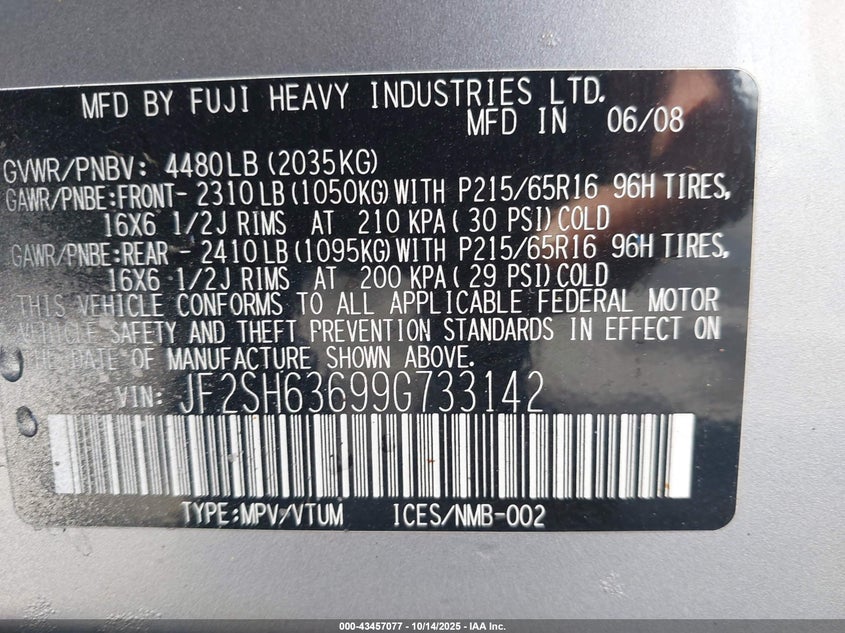 MFD BY FUJI HEAVY INDUSTRIES LTD.
MFD IN 06/08
GVWR/PNBV: 4480LB (2035KG)
GAWR/PNBE:FRONT- 2310LB(1050KG)WITH P215/65R16 96H TIRES,
16X6 1/2J RIMS AT 210 KPA( 30 PSI)COLD
GAWR/PNBE:REAR - 2410LB(1095KG)WITH P215/65R16 96H TIRES,
16X6 1/2J RIMS AT 200 KPA( 29 PSI)COLD
THIS VEHICLE CONFORMS TO ALL APPLICABLE FEDERAL MOTOR
VEHICLE SAFETY AND THEFT PREVENTION STANDARDS IN EFFECT ON
THE DATE OF MANUFACTURE SHOWN ABOVE.
VIN: JF2SH63699G733142
TYPE:MPV/VTUM ICES/NMB-002
000-43457077 - 10/14/2025 - IAA Inc.